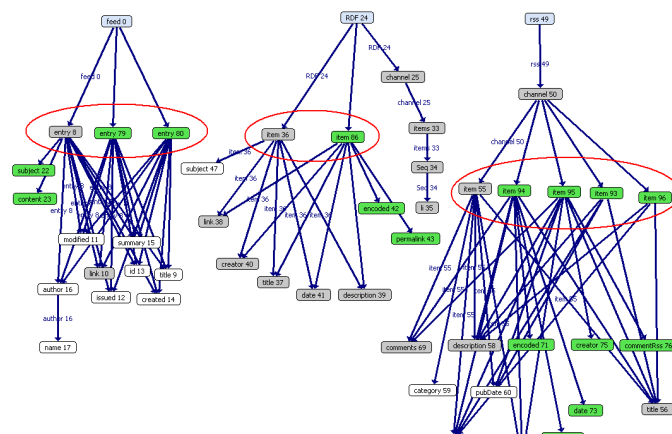 feed 0
RDF 24
rss 49
feed 0
RDF 24
RDF 24
rss 49
channel 25
channel 50
channel 25
entry 8
entry 79
entry 80
item 36
item 86
items 33
channel 50
items 33
item 36
subject 22
subject 47
Seq 34
item 36
item 55
item 94
item 95
item 93
item 96
content 23
Seq 34
entry 8
entry 8
link 38
item 36
encoded 42
li 35
modified 11
summary 15
item 36
item 36
permalink 43
creator 40
item 55
link 10
id 13
title 9
author 16
title 37
date 41
description 39
issued 12
created 14
item 55
author 16
item 55
name 17
comments 69
description 58
encoded 71
creator 75
commentRss 76
category 59
pubDate 60
date 73
title 56